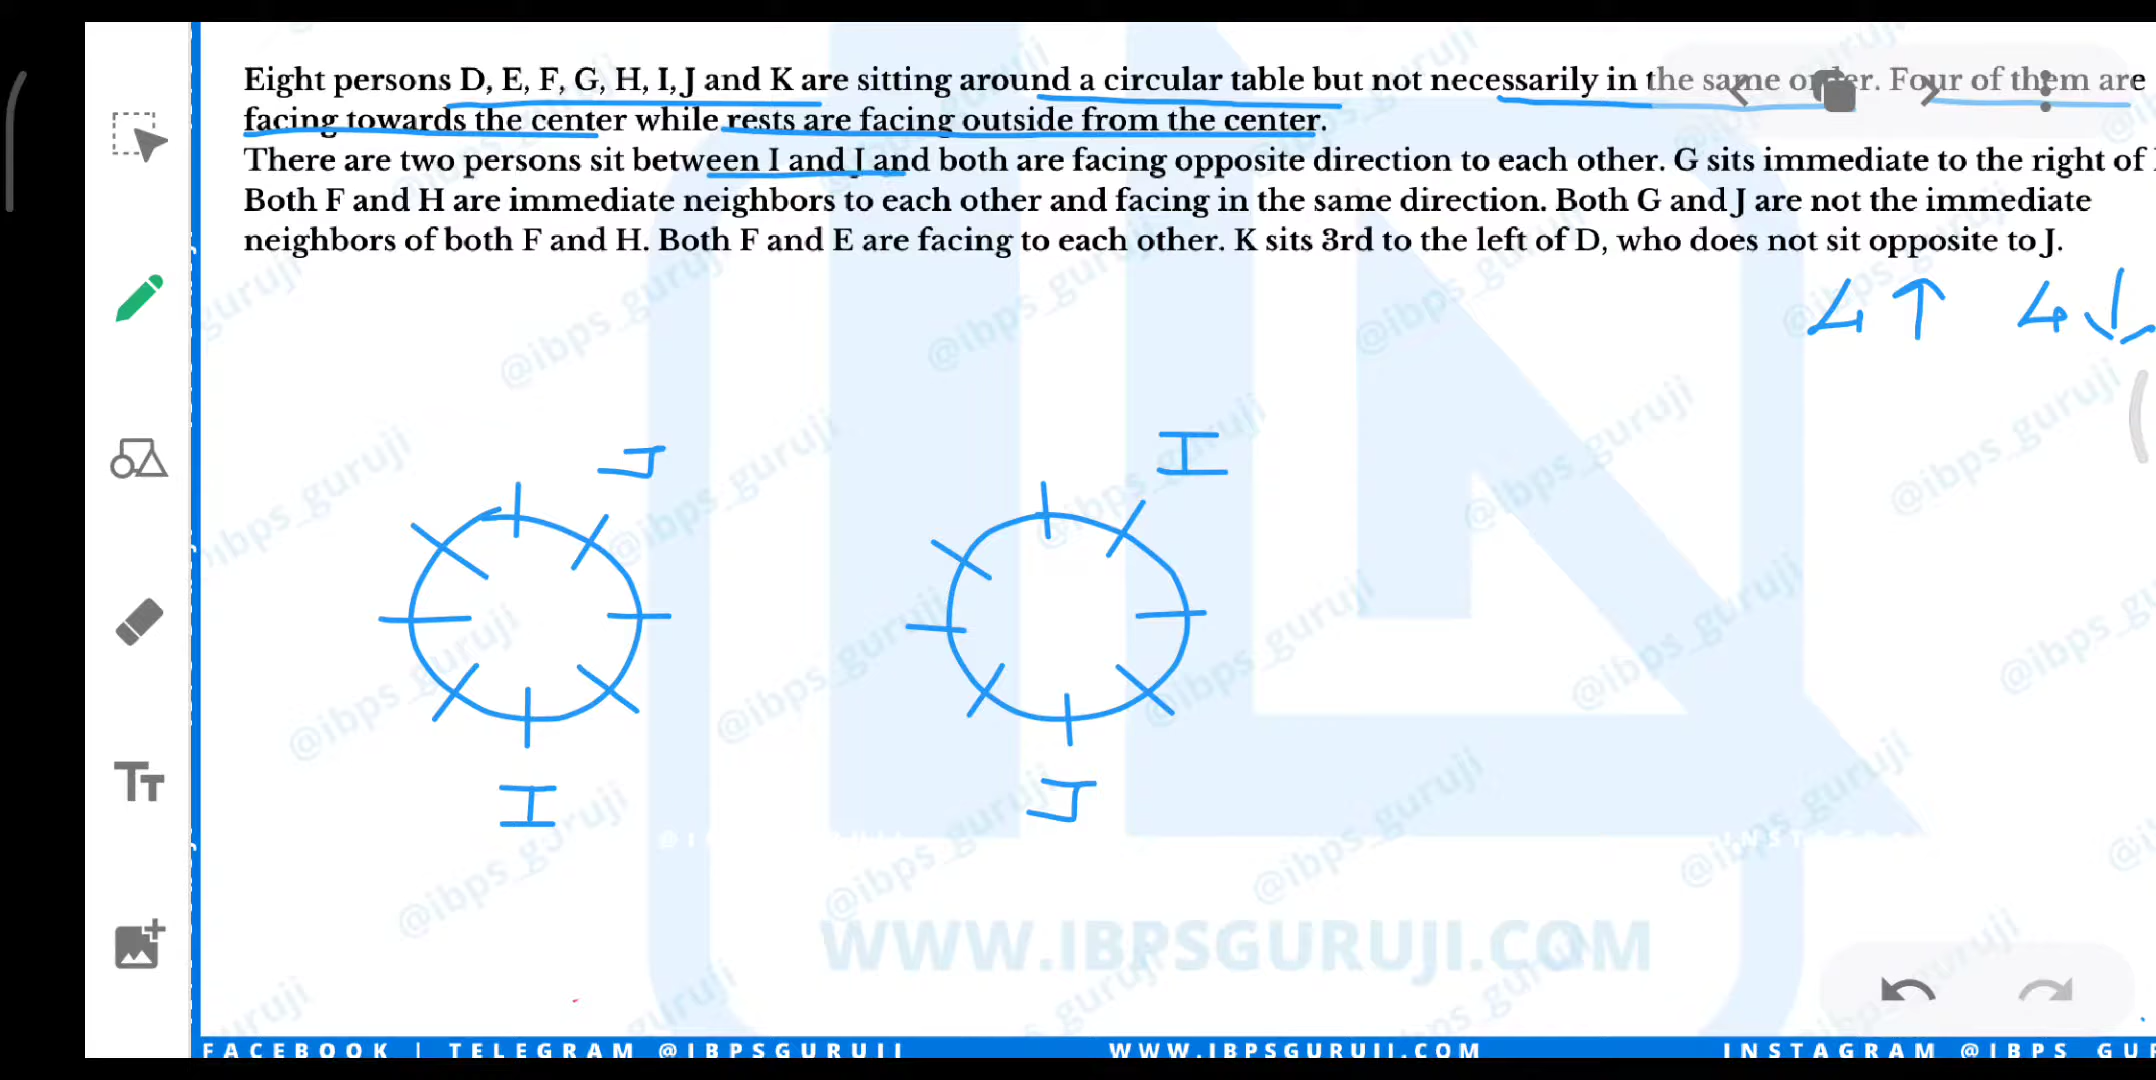 Eight persons D, E, F, G, H, I, J and K are sitting around a circular table but not necessarily in the same order. Four of them are
facing towards the center while rests are facing outside from the center.
There are two persons sit between I and J and both are facing opposite direction to each other. G sits immediate to the right of
Both F and H are immediate neighbors to each other and facing in the same direction. Both G and J are not the immediate
neighbors of both F and H. Both F and E are facing to each other. K sits 3rd to the left of D, who does not sit opposite to J.
4 ↑ 4 ↓
J I
I J
@ibps_guruji
WWW.IBPSGURUJI.COM
FACEBOOK | TELEGRAM @IBPSGURUJI WWW.IBPSGURUJI.COM INSTAGRAM @IBPS_GU